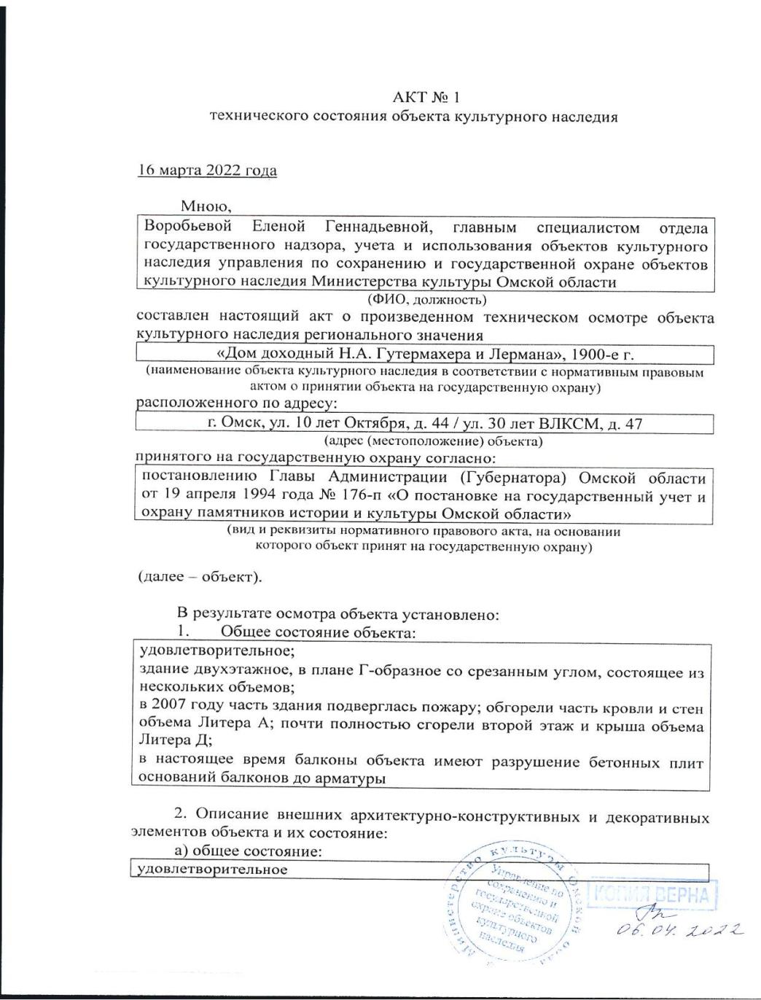 АКТ № 1
технического состояния объекта культурного наследия
16 марта 2022 года
Мною,
Воробьевой Еленой Геннадьевной, главным специалистом отдела
государственного надзора, учета и использования объектов культурного
наследия управления по сохранению и государственной охране объектов
культурного наследия Министерства культуры Омской области
(ФИО, должность)
составлен настоящий акт о произведенном техническом осмотре объекта
культурного наследия регионального значения
«Дом доходный Н.А. Гутермахера и Лермана», 1900-е г.
(наименование объекта культурного наследия в соответствии с нормативным правовым
актом о принятии объекта на государственную охрану)
расположенного по адресу:
г. Омск, ул. 10 лет Октября, д. 44 / ул. 30 лет ВЛКСМ, д. 47
(адрес (местоположение) объекта)
принятого на государственную охрану согласно:
постановлению Главы Администрации (Губернатора) Омской области
от 19 апреля 1994 года № 176-п «О постановке на государственный учет и
охрану памятников истории и культуры Омской области»
(вид и реквизиты нормативного правового акта, на основании
которого объект принят на государственную охрану)
(далее – объект).
В результате осмотра объекта установлено:
1. Общее состояние объекта:
удовлетворительное;
здание двухэтажное, в плане Г-образное со срезанным углом, состоящее из
нескольких объемов;
в 2007 году часть здания подверглась пожару; обгорели часть кровли и стен
объема Литера А; почти полностью сгорели второй этаж и крыша объема
Литера Д;
в настоящее время балконы объекта имеют разрушение бетонных плит
оснований балконов до арматуры
2. Описание внешних архитектурно-конструктивных и декоративных
элементов объекта и их состояние:
а) общее состояние:
удовлетворительное
Министерство культуры Омской
Управление по
сохранению и
государственной
охране объектов
культурного
наследия
КОПИЯ ВЕРНА
06.04.2022